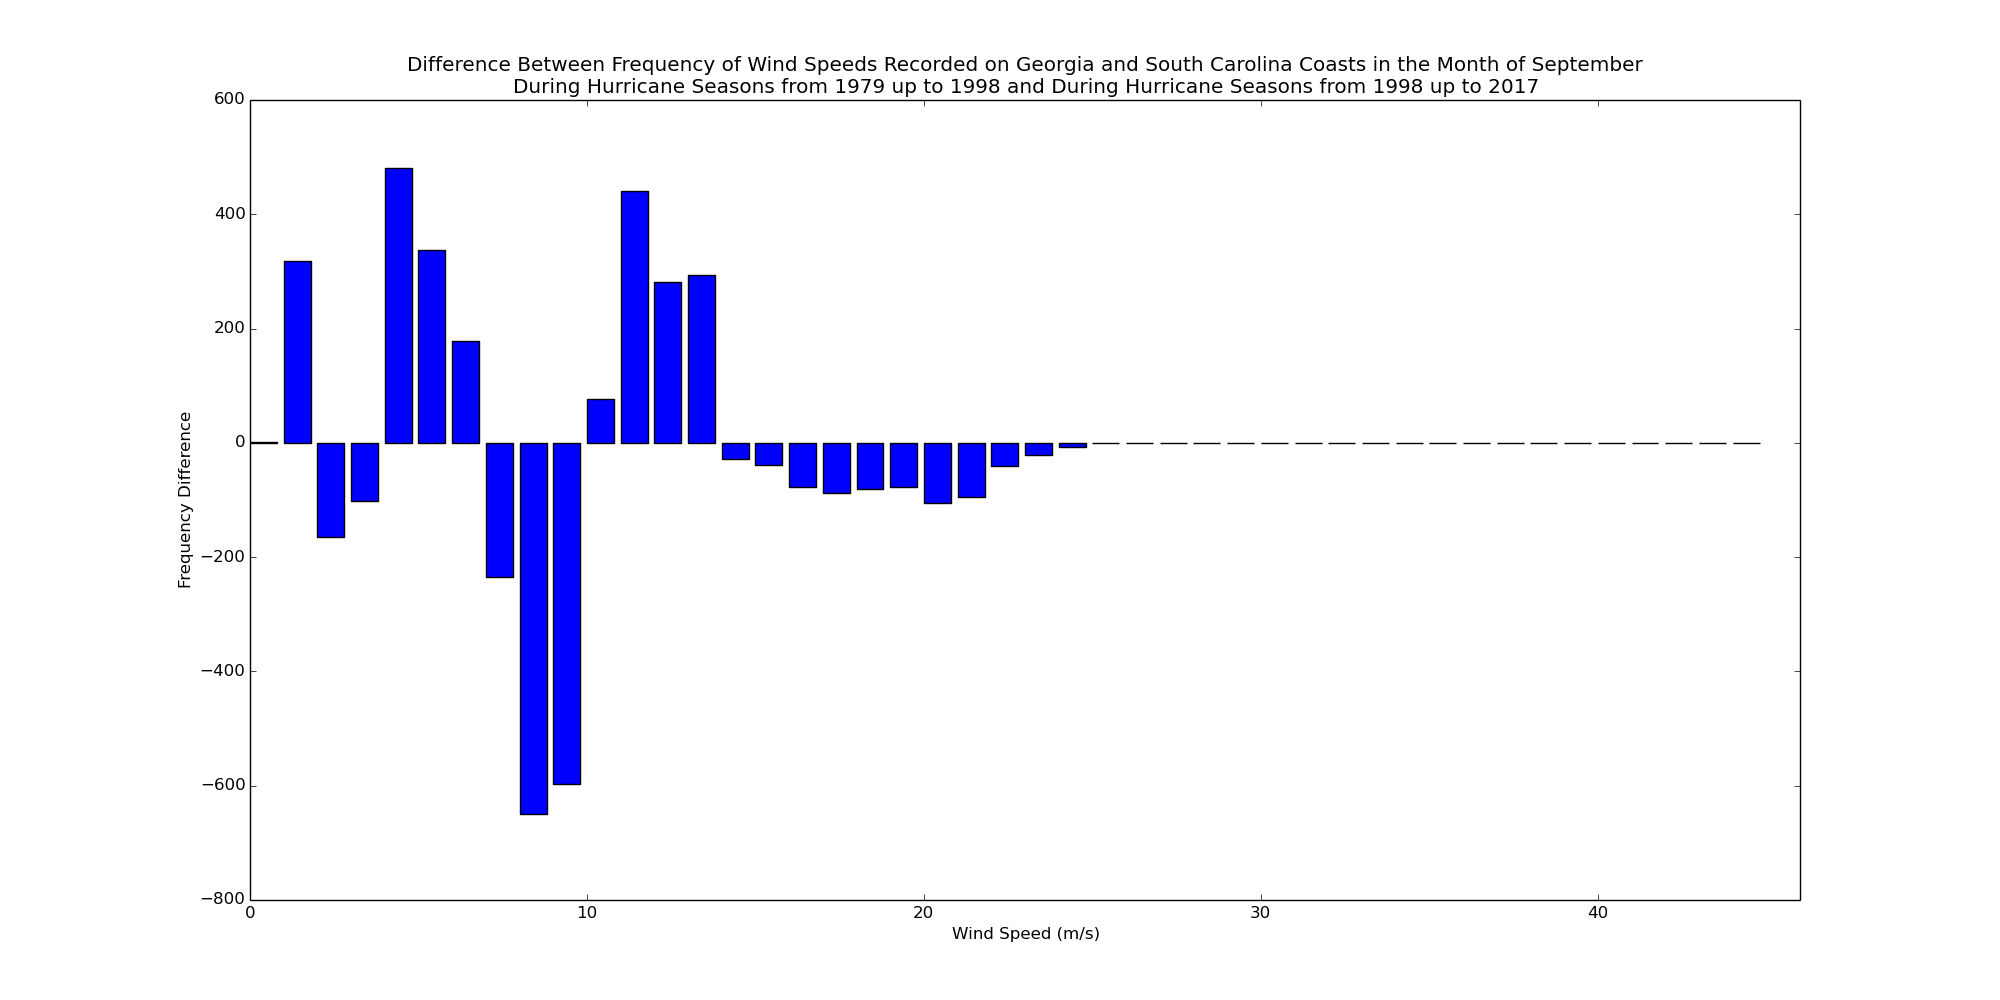 Difference Between Frequency of Wind Speeds Recorded on Georgia and South Carolina Coasts in the Month of September
During Hurricane Seasons from 1979 up to 1998 and During Hurricane Seasons from 1998 up to 2017
600
400
200
0
−200
−400
−600
−800
Frequency Difference
0 10 20 30 40
Wind Speed (m/s)